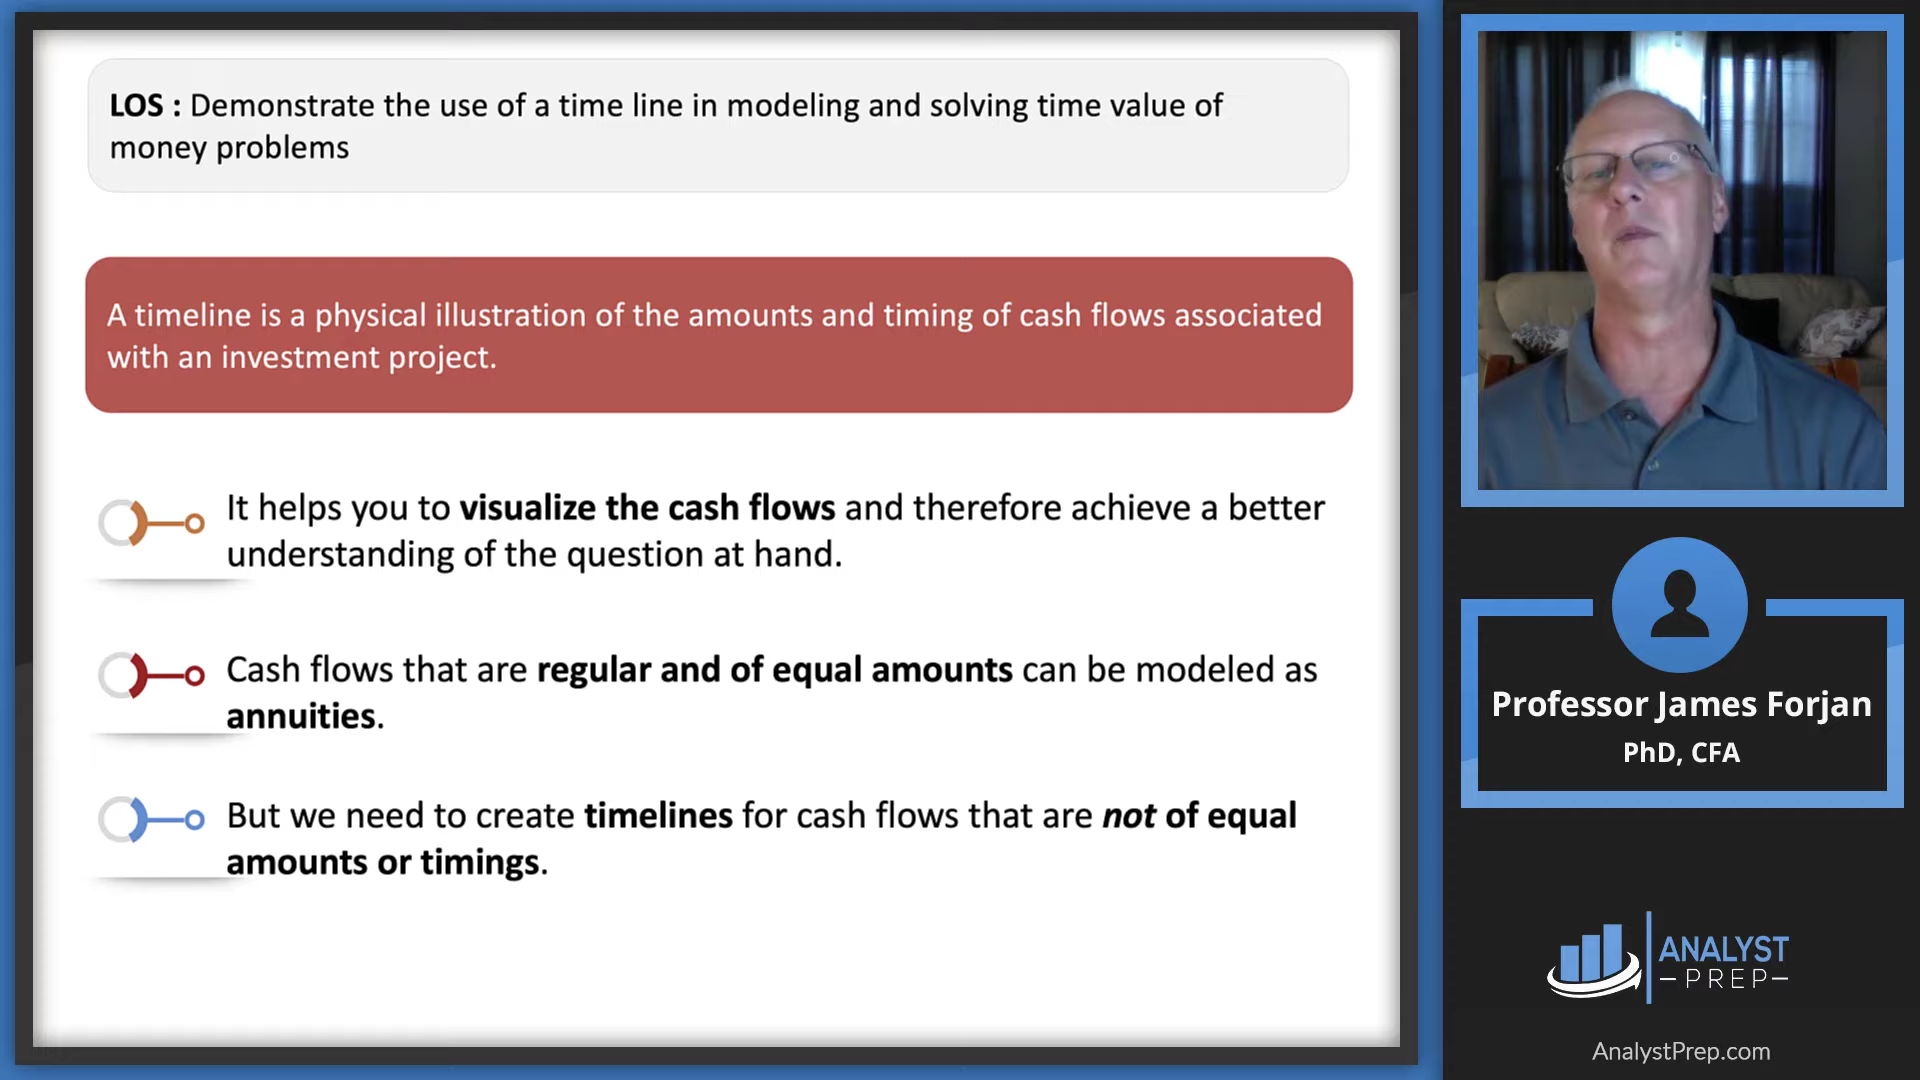 LOS : Demonstrate the use of a time line in modeling and solving time value of
money problems
A timeline is a physical illustration of the amounts and timing of cash flows associated
with an investment project.
It helps you to visualize the cash flows and therefore achieve a better
understanding of the question at hand.
Cash flows that are regular and of equal amounts can be modeled as
annuities.
But we need to create timelines for cash flows that are not of equal
amounts or timings.
Professor James Forjan
PhD, CFA
ANALYST
PREP
AnalystPrep.com